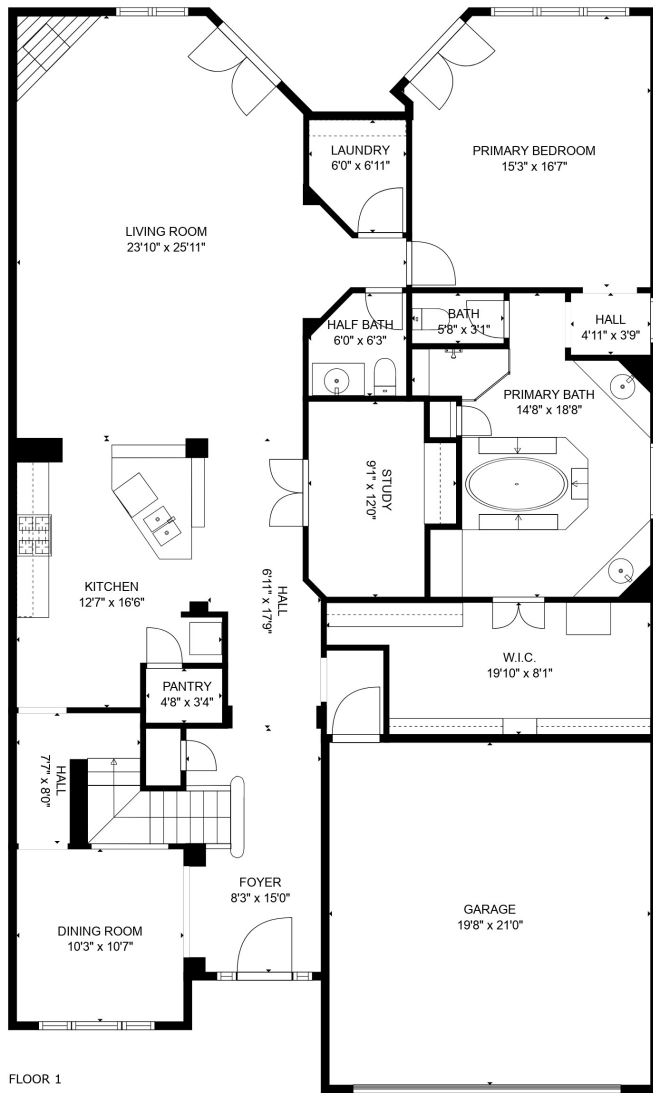 LAUNDRY
6'0" x 6'11"
PRIMARY BEDROOM
15'3" x 16'7"
LIVING ROOM
23'10" x 25'11"
HALF BATH
6'0" x 6'3"
BATH
5'8" x 3'1"
HALL
4'11" x 3'9"
PRIMARY BATH
14'8" x 18'8"
STUDY
9'1" x 12'0"
KITCHEN
12'7" x 16'6"
HALL
6'11" x 17'9"
W.I.C.
19'10" x 8'1"
PANTRY
4'8" x 3'4"
HALL
7'7" x 8'0"
FOYER
8'3" x 15'0"
DINING ROOM
10'3" x 10'7"
GARAGE
19'8" x 21'0"
FLOOR 1